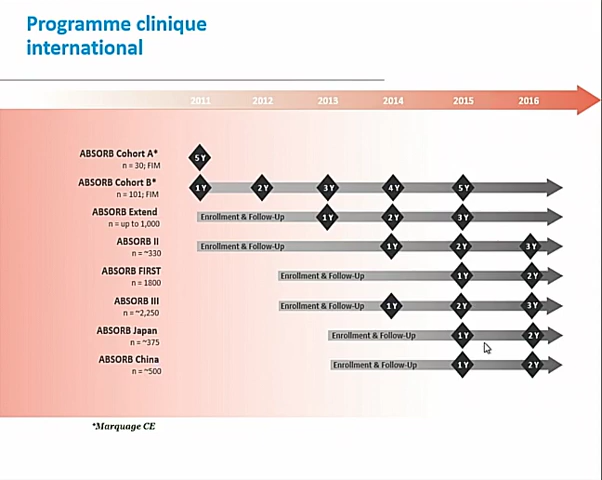 Programme clinique
international
2011 2012 2013 2014 2015 2016
ABSORB Cohort A*
n = 30; FIM
5 Y
ABSORB Cohort B*
n = 101; FIM
1 Y 2 Y 3 Y 4 Y 5 Y
ABSORB Extend
n = up to 1,000
Enrollment & Follow-Up 1 Y 2 Y 3 Y
ABSORB II
n = ~330
Enrollment & Follow-Up 1 Y 2 Y 3 Y
ABSORB FIRST
n = 1800
Enrollment & Follow-Up 1 Y 2 Y
ABSORB III
n = ~2,250
Enrollment & Follow-Up 1 Y 2 Y 3 Y
ABSORB Japan
n = ~375
Enrollment & Follow-Up 1 Y 2 Y
ABSORB China
n = ~500
Enrollment & Follow-Up 1 Y 2 Y
*Marquage CE